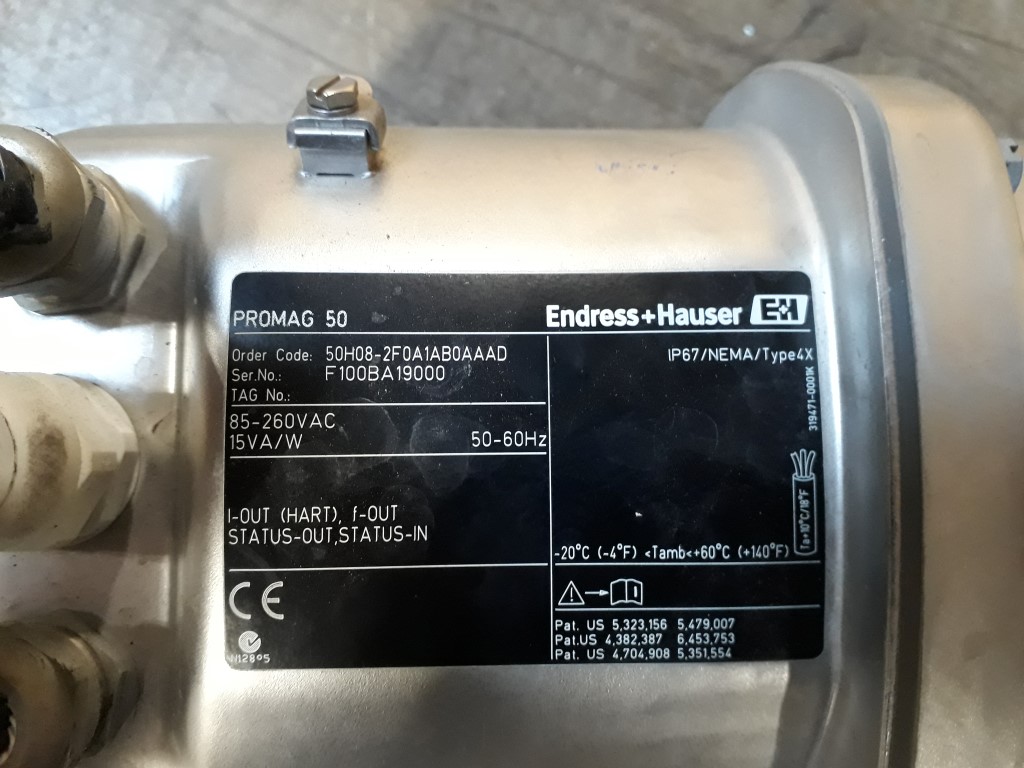 PROMAG 50
Endress+Hauser E+H
Order Code: 50H08-2F0A1AB0AAAD
Ser.No.: F100BA19000
TAG No.:
IP67/NEMA/Type4X
319471-0001K
85-260VAC
15VA/W 50-60Hz
I-OUT (HART), f-OUT
STATUS-OUT,STATUS-IN
Ta+10°C/18°F
-20°C (-4°F) <Tamb<+60°C (+140°F)
CE
N12895
Pat. US 5,323,156 5,479,007
Pat.US 4,382,387 6,453,753
Pat. US 4,704,908 5,351,554